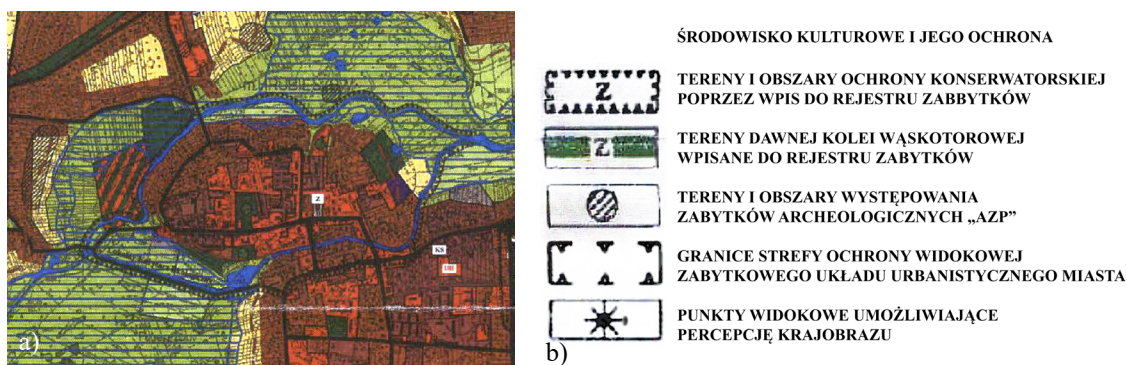 Z
KS
UH
a)
b)
ŚRODOWISKO KULTUROWE I JEGO OCHRONA
Z
TERENY I OBSZARY OCHRONY KONSERWATORSKIEJ
POPRZEZ WPIS DO REJESTRU ZABBYTKÓW
Z
TERENY DAWNEJ KOLEI WĄSKOTOROWEJ
WPISANE DO REJESTRU ZABYTKÓW
TERENY I OBSZARY WYSTĘPOWANIA
ZABYTKÓW ARCHEOLOGICZNYCH „AZP”
GRANICE STREFY OCHRONY WIDOKOWEJ
ZABYTKOWEGO UKŁADU URBANISTYCZNEGO MIASTA
PUNKTY WIDOKOWE UMOŻLIWIAJĄCE
PERCEPCJĘ KRAJOBRAZU